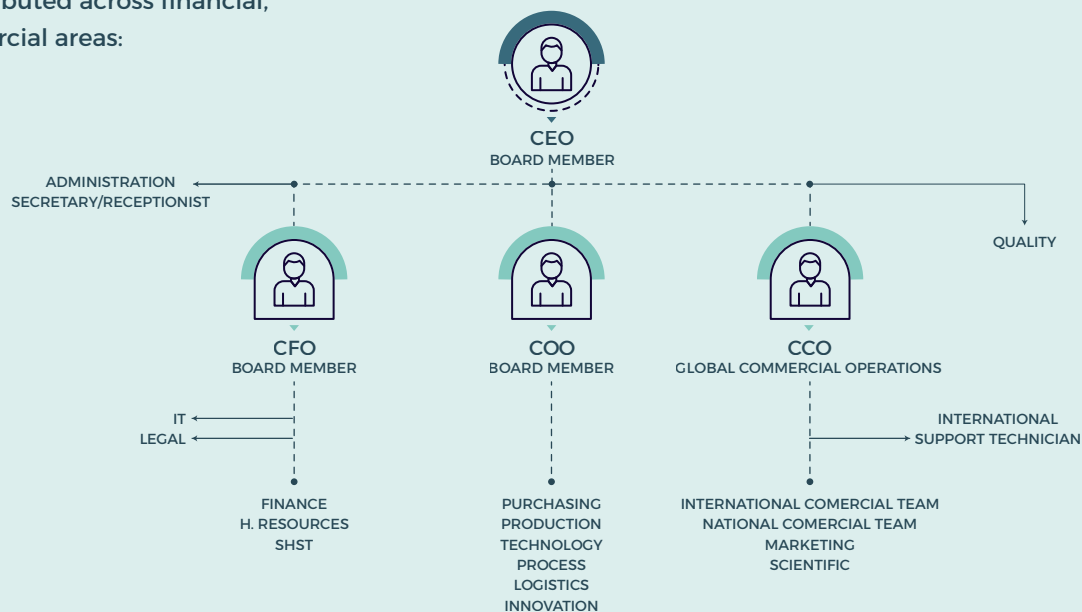 financial,
areas:
CEO
BOARD MEMBER
ADMINISTRATION
SECRETARY/RECEPTIONIST
QUALITY
CFO
BOARD MEMBER
COO
BOARD MEMBER
CCO
GLOBAL COMMERCIAL OPERATIONS
IT
LEGAL
INTERNATIONAL
SUPPORT TECHNICIAN
FINANCE
H. RESOURCES
SHST
PURCHASING
PRODUCTION
TECHNOLOGY
PROCESS
LOGISTICS
INNOVATION
INTERNATIONAL COMERCIAL TEAM
NATIONAL COMERCIAL TEAM
MARKETING
SCIENTIFIC